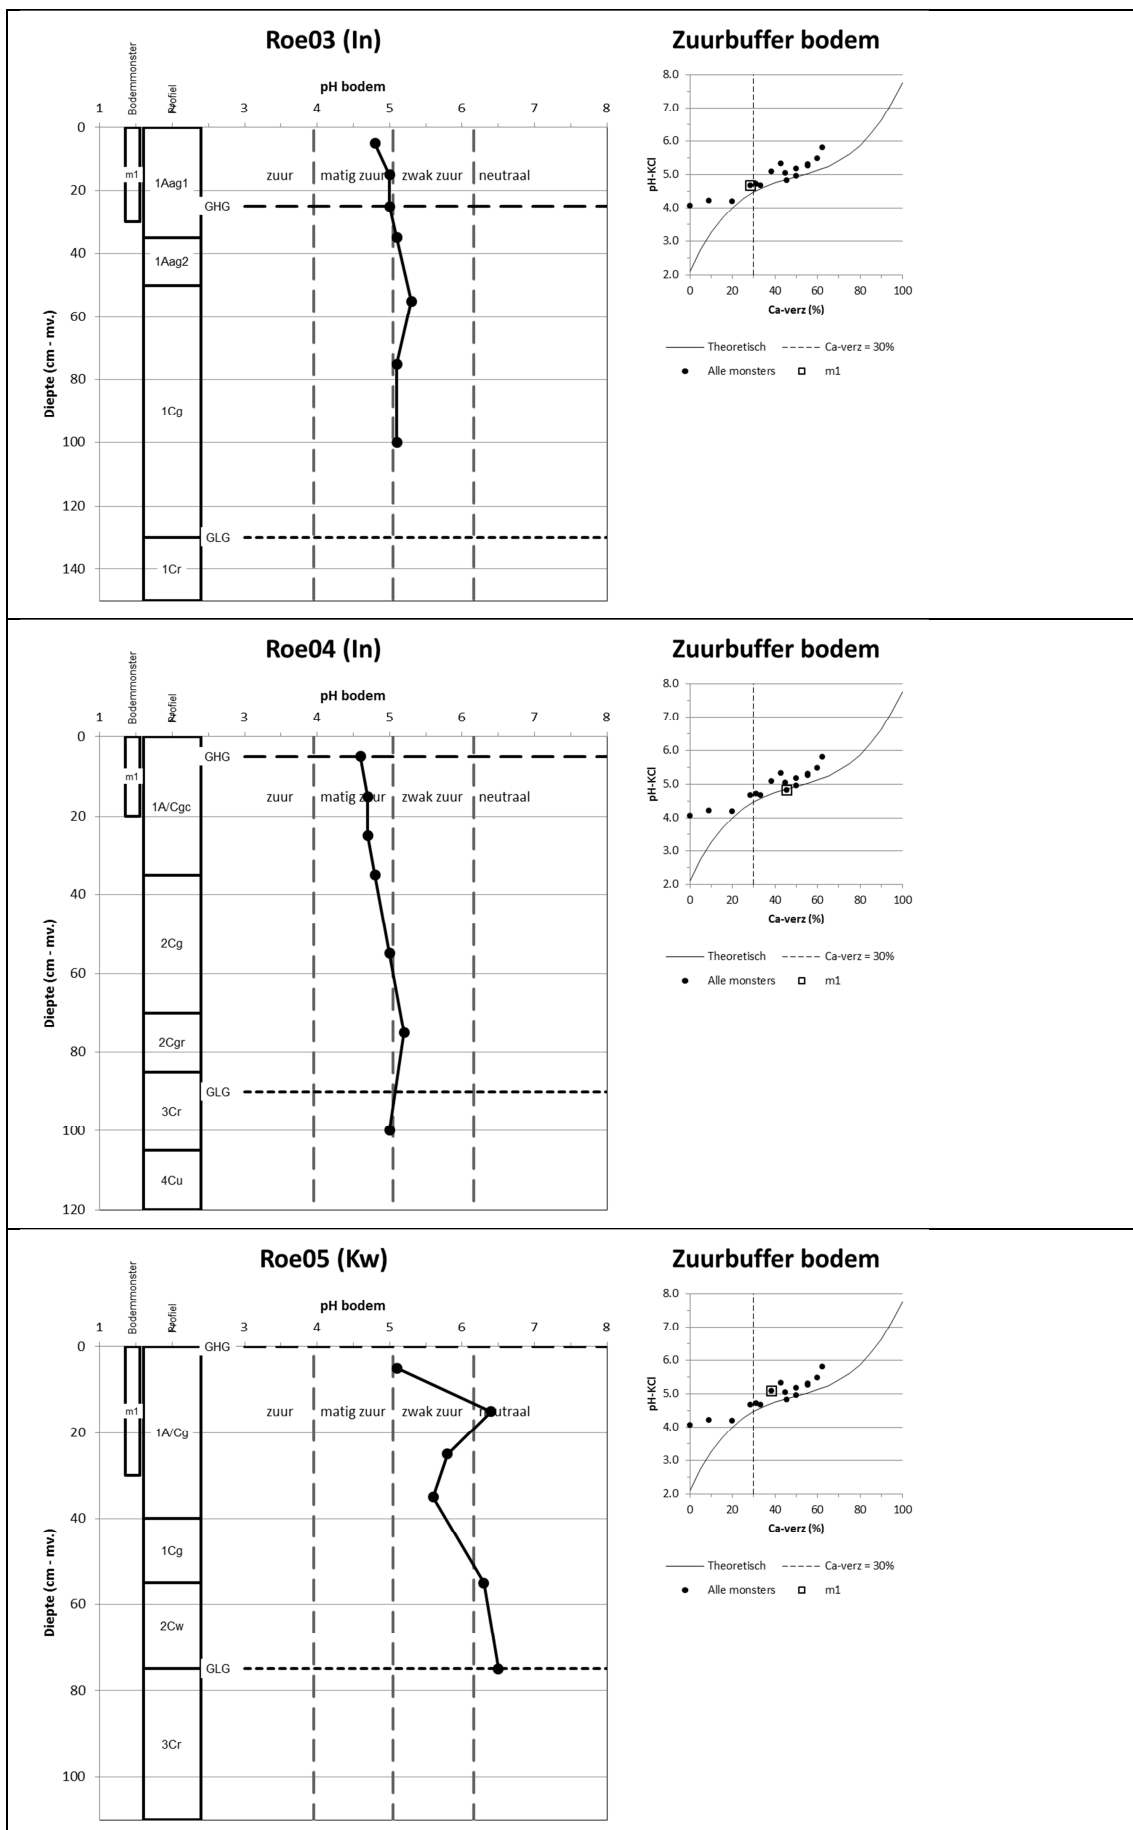 Roe03 (In)
Zuurbuffer bodem
Bodemmonster
Profiel
pH bodem
1 2 3 4 5 6 7 8
Diepte (cm - mv.)
0
20
40
60
80
100
120
140
m1
1Aag1
1Aag2
1Cg
1Cr
GHG
GLG
zuur matig zuur zwak zuur neutraal
pH-KCl
8.0
7.0
6.0
5.0
4.0
3.0
2.0
0 20 40 60 80 100
Ca-verz (%)
Theoretisch Ca-verz = 30%
Alle monsters m1
Roe04 (In)
Zuurbuffer bodem
Bodemmonster
Profiel
pH bodem
1 2 3 4 5 6 7 8
Diepte (cm - mv.)
0
20
40
60
80
100
120
m1
1A/Cgc
2Cg
2Cgr
3Cr
4Cu
GHG
GLG
zuur matig zuur zwak zuur neutraal
pH-KCl
8.0
7.0
6.0
5.0
4.0
3.0
2.0
0 20 40 60 80 100
Ca-verz (%)
Theoretisch Ca-verz = 30%
Alle monsters m1
Roe05 (Kw)
Zuurbuffer bodem
Bodemmonster
Profiel
pH bodem
1 2 3 4 5 6 7 8
Diepte (cm - mv.)
0
20
40
60
80
100
m1
1A/Cg
1Cg
2Cw
3Cr
GHG
GLG
zuur matig zuur zwak zuur neutraal
pH-KCl
8.0
7.0
6.0
5.0
4.0
3.0
2.0
0 20 40 60 80 100
Ca-verz (%)
Theoretisch Ca-verz = 30%
Alle monsters m1